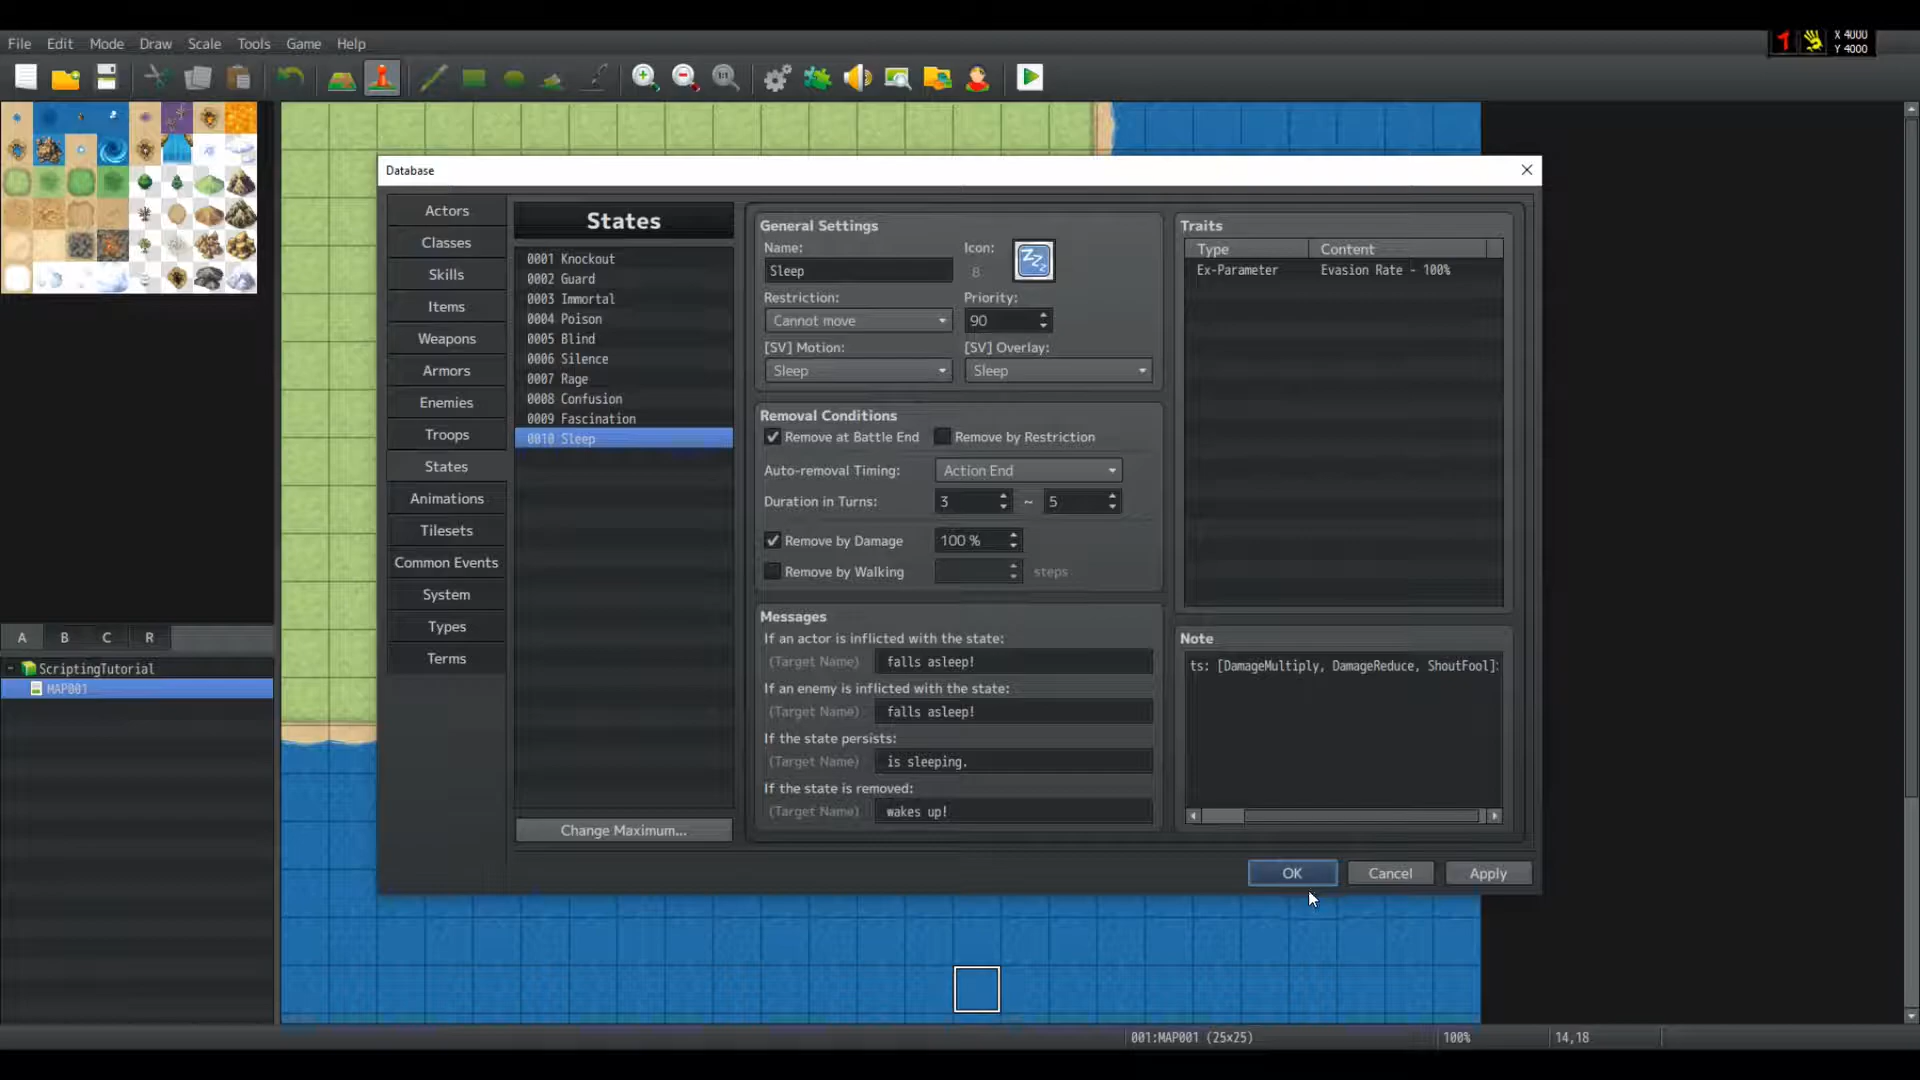 File Edit Mode Draw Scale Tools Game Help
1 X 4000
Y 4000
1:1
Database
Actors
Classes
Skills
Items
Weapons
Armors
Enemies
Troops
States
Animations
Tilesets
Common Events
System
Types
Terms
States
0001 Knockout
0002 Guard
0003 Immortal
0004 Poison
0005 Blind
0006 Silence
0007 Rage
0008 Confusion
0009 Fascination
0010 Sleep
Change Maximum...
General Settings
Name: Icon:
Sleep 8
Restriction: Priority:
Cannot move 90
[SV] Motion: [SV] Overlay:
Sleep Sleep
Removal Conditions
Remove at Battle End Remove by Restriction
Auto-removal Timing: Action End
Duration in Turns: 3 ~ 5
Remove by Damage 100 %
Remove by Walking steps
Messages
If an actor is inflicted with the state:
(Target Name) falls asleep!
If an enemy is inflicted with the state:
(Target Name) falls asleep!
If the state persists:
(Target Name) is sleeping.
If the state is removed:
(Target Name) wakes up!
Traits
Type Content
Ex-Parameter Evasion Rate - 100%
Note
ts: [DamageMultiply, DamageReduce, ShoutFool]>
OK Cancel Apply
A B C R
ScriptingTutorial
MAP001
001:MAP001 (25x25) 100% 14,18